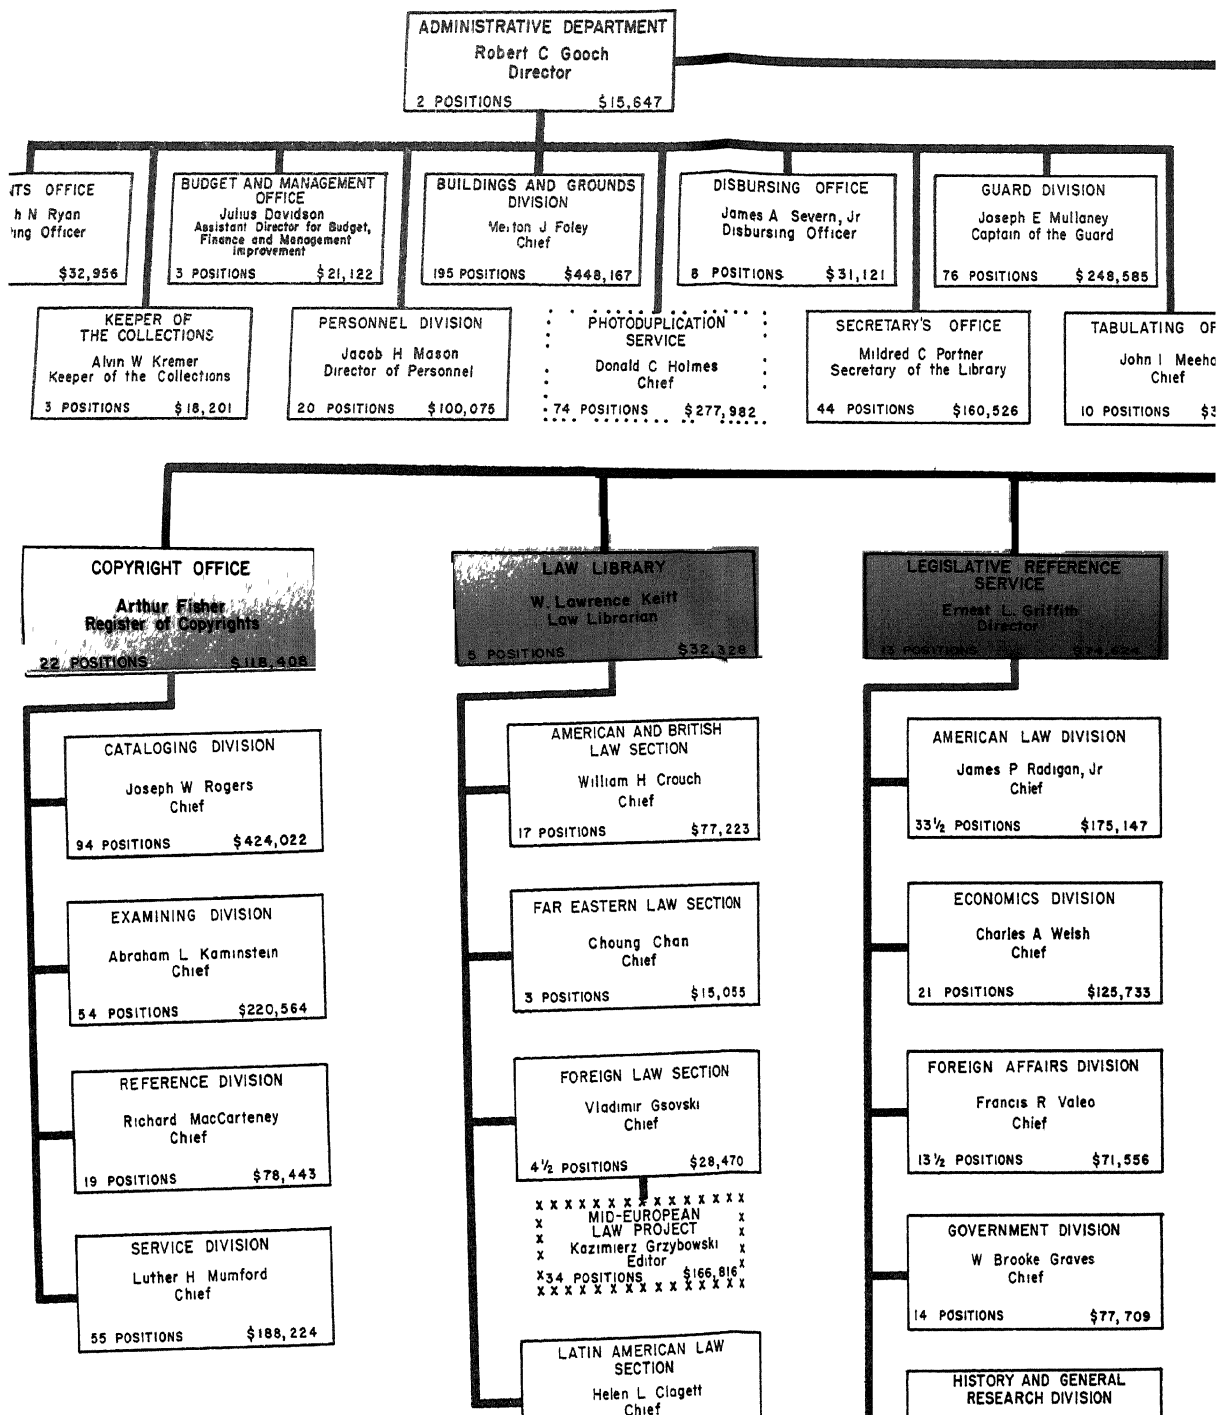 ADMINISTRATIVE DEPARTMENT
Robert C Gooch
Director
2 POSITIONS $15,647
NTS OFFICE
h N Ryan
ing Officer
$32,956
BUDGET AND MANAGEMENT
OFFICE
Julius Davidson
Assistant Director for Budget,
Finance and Management
Improvement
3 POSITIONS $21,122
BUILDINGS AND GROUNDS
DIVISION
Merton J Foley
Chief
195 POSITIONS $448,167
DISBURSING OFFICE
James A Severn, Jr
Disbursing Officer
8 POSITIONS $31,121
GUARD DIVISION
Joseph E Mullaney
Captain of the Guard
76 POSITIONS $248,585
KEEPER OF
THE COLLECTIONS
Alvin W Kremer
Keeper of the Collections
3 POSITIONS $18,201
PERSONNEL DIVISION
Jacob H Mason
Director of Personnel
20 POSITIONS $100,075
PHOTODUPLICATION
SERVICE
Donald C Holmes
Chief
74 POSITIONS $277,982
SECRETARY'S OFFICE
Mildred C Portner
Secretary of the Library
44 POSITIONS $160,526
TABULATING OF
John I Meeha
Chief
10 POSITIONS $3
COPYRIGHT OFFICE
Arthur Fisher
Register of Copyrights
22 POSITIONS $118,408
LAW LIBRARY
W. Lawrence Keitt
Law Librarian
5 POSITIONS $32,328
LEGISLATIVE REFERENCE
SERVICE
Ernest L. Griffith
Director
13 POSITIONS
CATALOGING DIVISION
Joseph W Rogers
Chief
94 POSITIONS $424,022
EXAMINING DIVISION
Abraham L Kaminstein
Chief
54 POSITIONS $220,564
REFERENCE DIVISION
Richard MacCarteney
Chief
19 POSITIONS $78,443
SERVICE DIVISION
Luther H Mumford
Chief
55 POSITIONS $188,224
AMERICAN AND BRITISH
LAW SECTION
William H Crouch
Chief
17 POSITIONS $77,223
FAR EASTERN LAW SECTION
Choung Chan
Chief
3 POSITIONS $15,055
FOREIGN LAW SECTION
Vladimir Gsovski
Chief
4½ POSITIONS $28,470
MID-EUROPEAN
LAW PROJECT
Kazimierz Grzybowski
Editor
34 POSITIONS $166,816
LATIN AMERICAN LAW
SECTION
Helen L Clagett
Chief
AMERICAN LAW DIVISION
James P Radigan, Jr
Chief
33½ POSITIONS $175,147
ECONOMICS DIVISION
Charles A Welsh
Chief
21 POSITIONS $125,733
FOREIGN AFFAIRS DIVISION
Francis R Valeo
Chief
13½ POSITIONS $71,556
GOVERNMENT DIVISION
W Brooke Graves
Chief
14 POSITIONS $77,709
HISTORY AND GENERAL
RESEARCH DIVISION